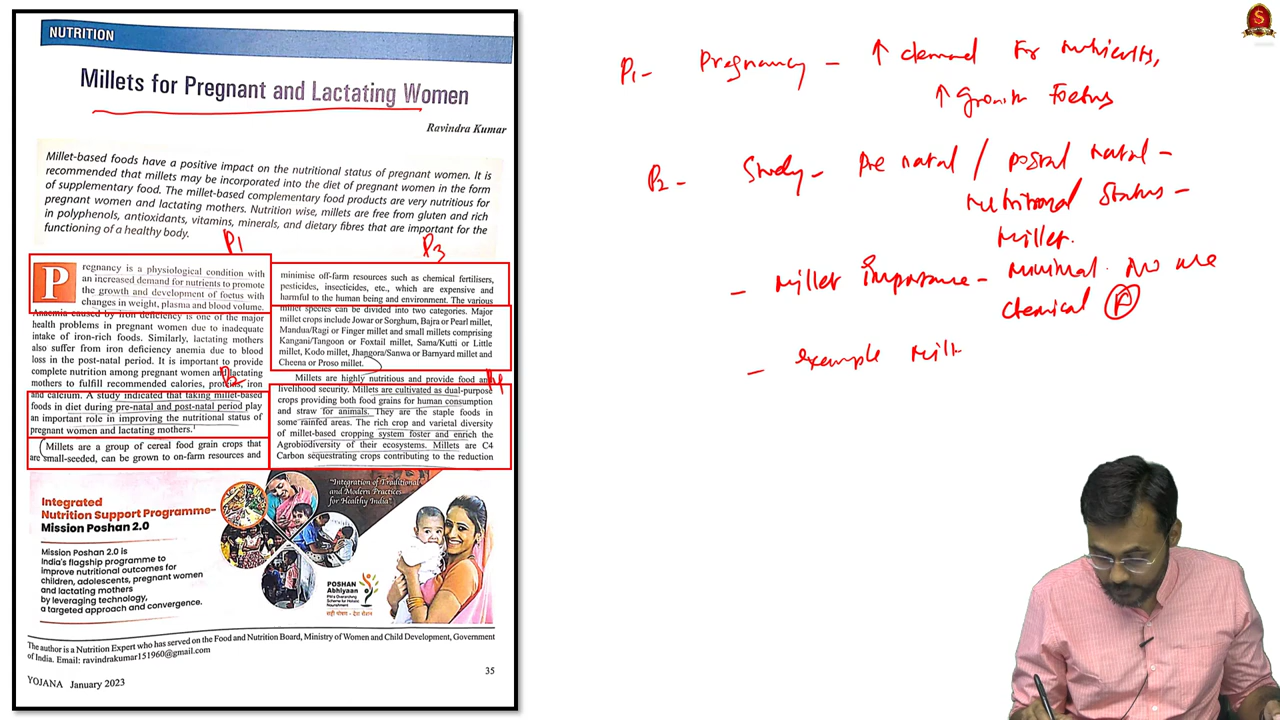 NUTRITION
Millets for Pregnant and Lactating Women
Ravindra Kumar
Millet-based foods have a positive impact on the nutritional status of pregnant women. It is
recommended that millets may be incorporated into the diet of pregnant women in the form
of supplementary food. The millet-based complementary food products are very nutritious for
pregnant women and lactating mothers. Nutrition wise, millets are free from gluten and rich
in polyphenols, antioxidants, vitamins, minerals, and dietary fibres that are important for the
functioning of a healthy body.
P1
Pregnancy is a physiological condition with
an increased demand for nutrients to promote
the growth and development of foetus with
changes in weight, plasma and blood volume.
Anaemia caused by iron deficiency is one of the major
health problems in pregnant women due to inadequate
intake of iron-rich foods. Similarly, lactating mothers
also suffer from iron deficiency anemia due to blood
loss in the post-natal period. It is important to provide
complete nutrition among pregnant women and lactating
mothers to fulfill recommended calories, proteins, iron
and calcium. A study indicated that taking millet-based
P2
foods in diet during pre-natal and post-natal period play
an important role in improving the nutritional status of
pregnant women and lactating mothers.¹
Millets are a group of cereal food grain crops that
are small-seeded, can be grown to on-farm resources and
P3
minimise off-farm resources such as chemical fertilisers,
pesticides, insecticides, etc., which are expensive and
harmful to the human being and environment. The various
millet species can be divided into two categories. Major
millet crops include Jowar or Sorghum, Bajra or Pearl millet,
Mandua/Ragi or Finger millet and small millets comprising
Kangani/Tangoon or Foxtail millet, Sama/Kutti or Little
millet, Kodo millet, Jhangora/Sanwa or Barnyard millet and
Cheena or Proso millet.
Millets are highly nutritious and provide food and
P4
livelihood security. Millets are cultivated as dual-purpose
crops providing both food grains for human consumption
and straw for animals. They are the staple foods in
some rainfed areas. The rich crop and varietal diversity
of millet-based cropping system foster and enrich the
Agrobiodiversity of their ecosystems. Millets are C4
Carbon sequestrating crops contributing to the reduction
Integrated
Nutrition Support Programme-
Mission Poshan 2.0
Mission Poshan 2.0 is
India's flagship programme to
improve nutritional outcomes for
children, adolescents, pregnant women
and lactating mothers
by leveraging technology,
a targeted approach and convergence.
"Integration of Traditional
and Modern Practices
for Healthy India"
POSHAN
Abhiyaan
PM's Overarching
Scheme for Holistic
Nourishment
सही पोषण - देश रोशन
The author is a Nutrition Expert who has served on the Food and Nutrition Board, Ministry of Women and Child Development, Government
of India. Email: ravindrakumar151960@gmail.com
YOJANA January 2023
35
P1- Pregnancy - ↑ demand For nutrients,
↑ growth Foetus
P2 - Study - Pre natal / postal natal -
nutritional status -
millet.
- millet importance - minimal.
chemical (P)
- example mill
S